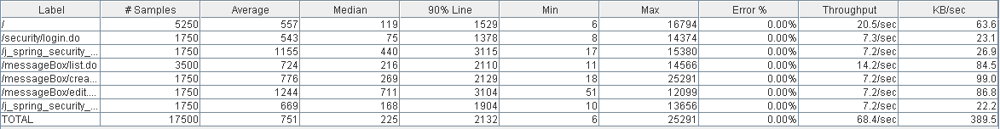 Label # Samples Average Median 90% Line Min Max Error % Throughput KB/sec
/ 5250 557 119 1529 6 16794 0.00% 20.5/sec 63.6
/security/login.do 1750 543 75 1378 8 14374 0.00% 7.3/sec 23.1
/j_spring_security_... 1750 1155 440 3115 17 15380 0.00% 7.2/sec 26.9
/messageBox/list.do 3500 724 216 2110 11 14566 0.00% 14.2/sec 84.5
/messageBox/crea... 1750 776 269 2129 18 25291 0.00% 7.2/sec 99.0
/messageBox/edit.... 1750 1244 711 3104 51 12099 0.00% 7.2/sec 86.8
/j_spring_security_... 1750 669 168 1904 10 13656 0.00% 7.2/sec 22.2
TOTAL 17500 751 225 2132 6 25291 0.00% 68.4/sec 389.5